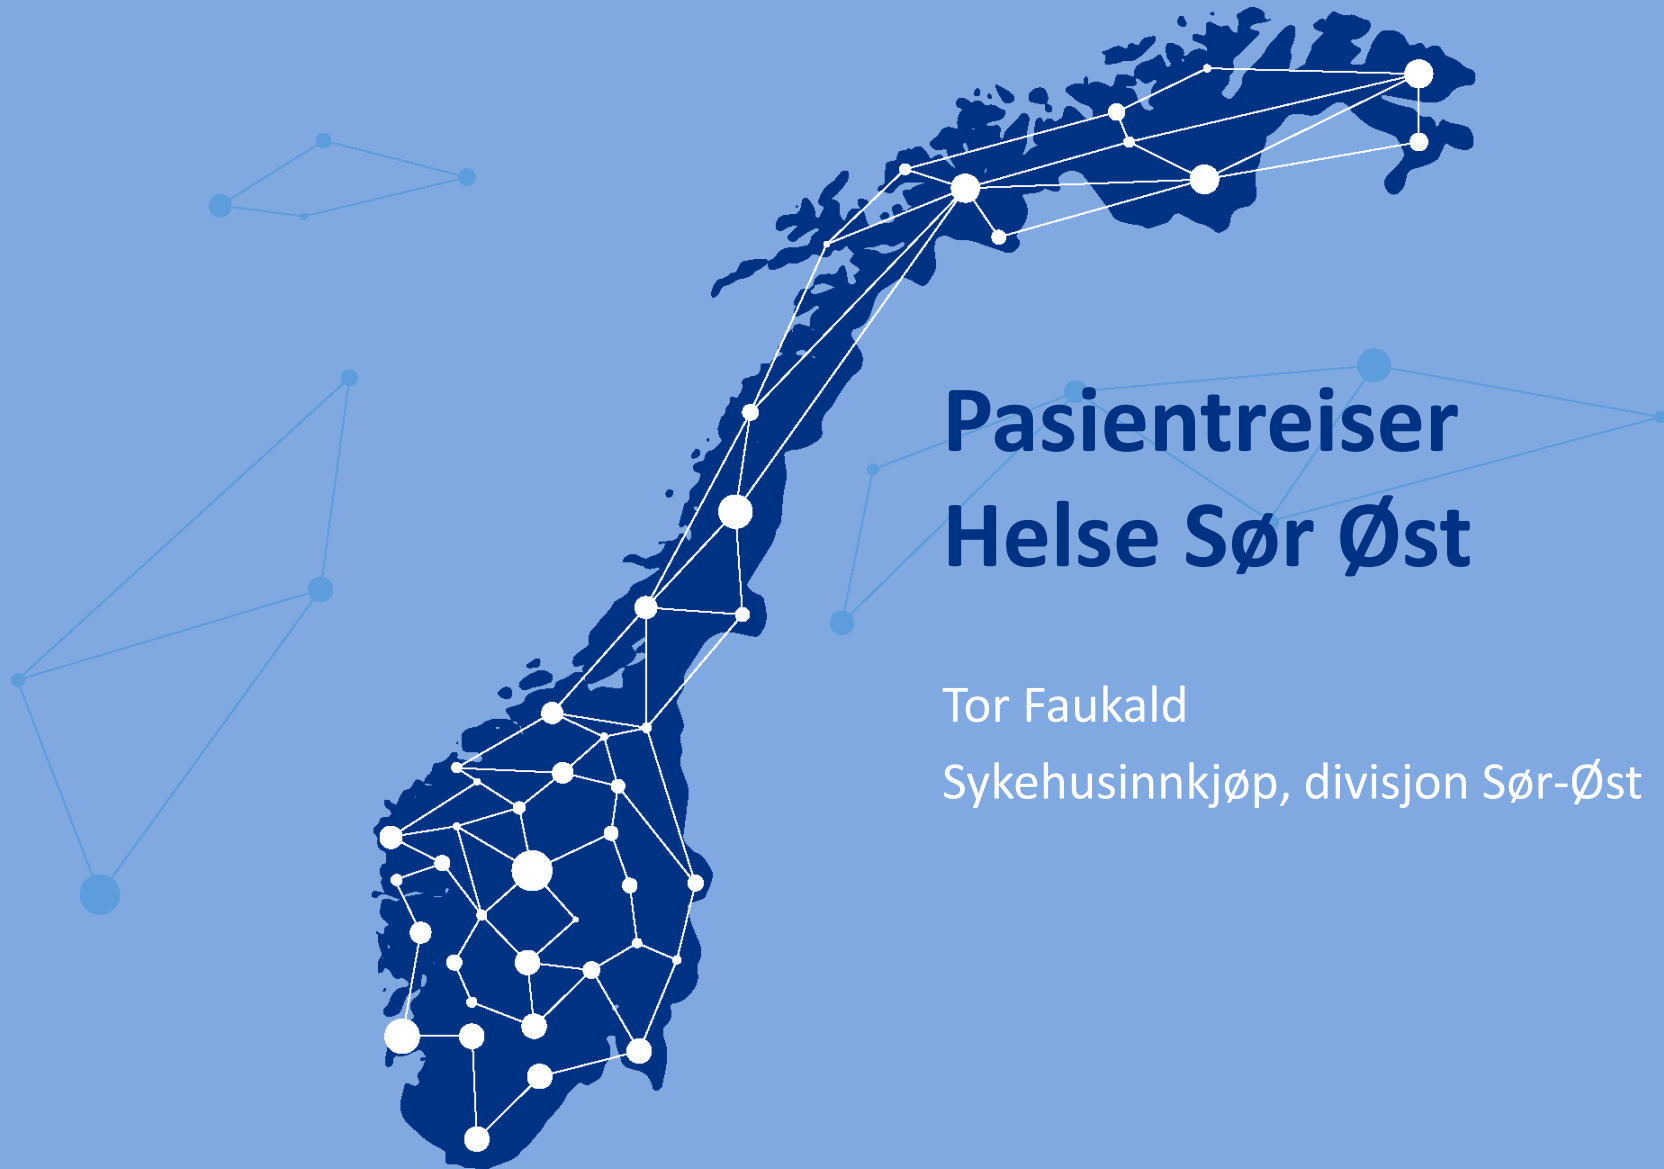 Pasientreiser
Helse Sør Øst
Tor Faukald
Sykehusinnkjøp, divisjon Sør-Øst